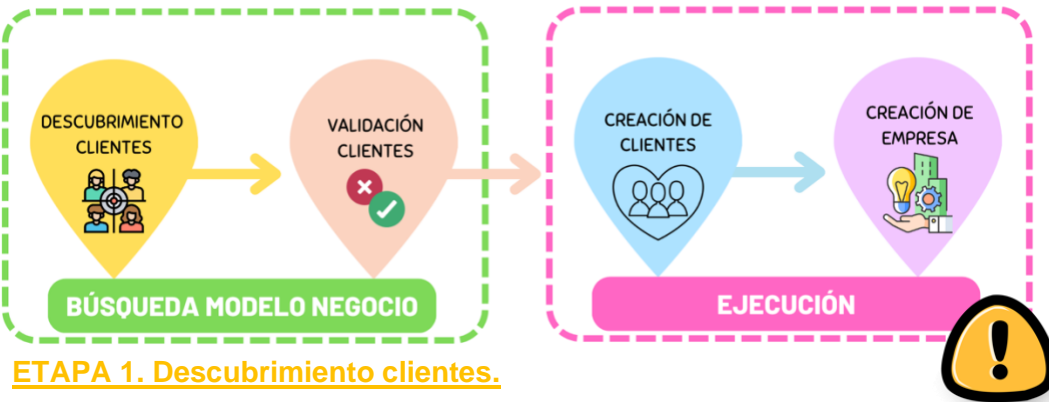 DESCUBRIMIENTO
CLIENTES
VALIDACIÓN
CLIENTES
BÚSQUEDA MODELO NEGOCIO
CREACIÓN DE
CLIENTES
CREACIÓN DE
EMPRESA
EJECUCIÓN
ETAPA 1. Descubrimiento clientes.